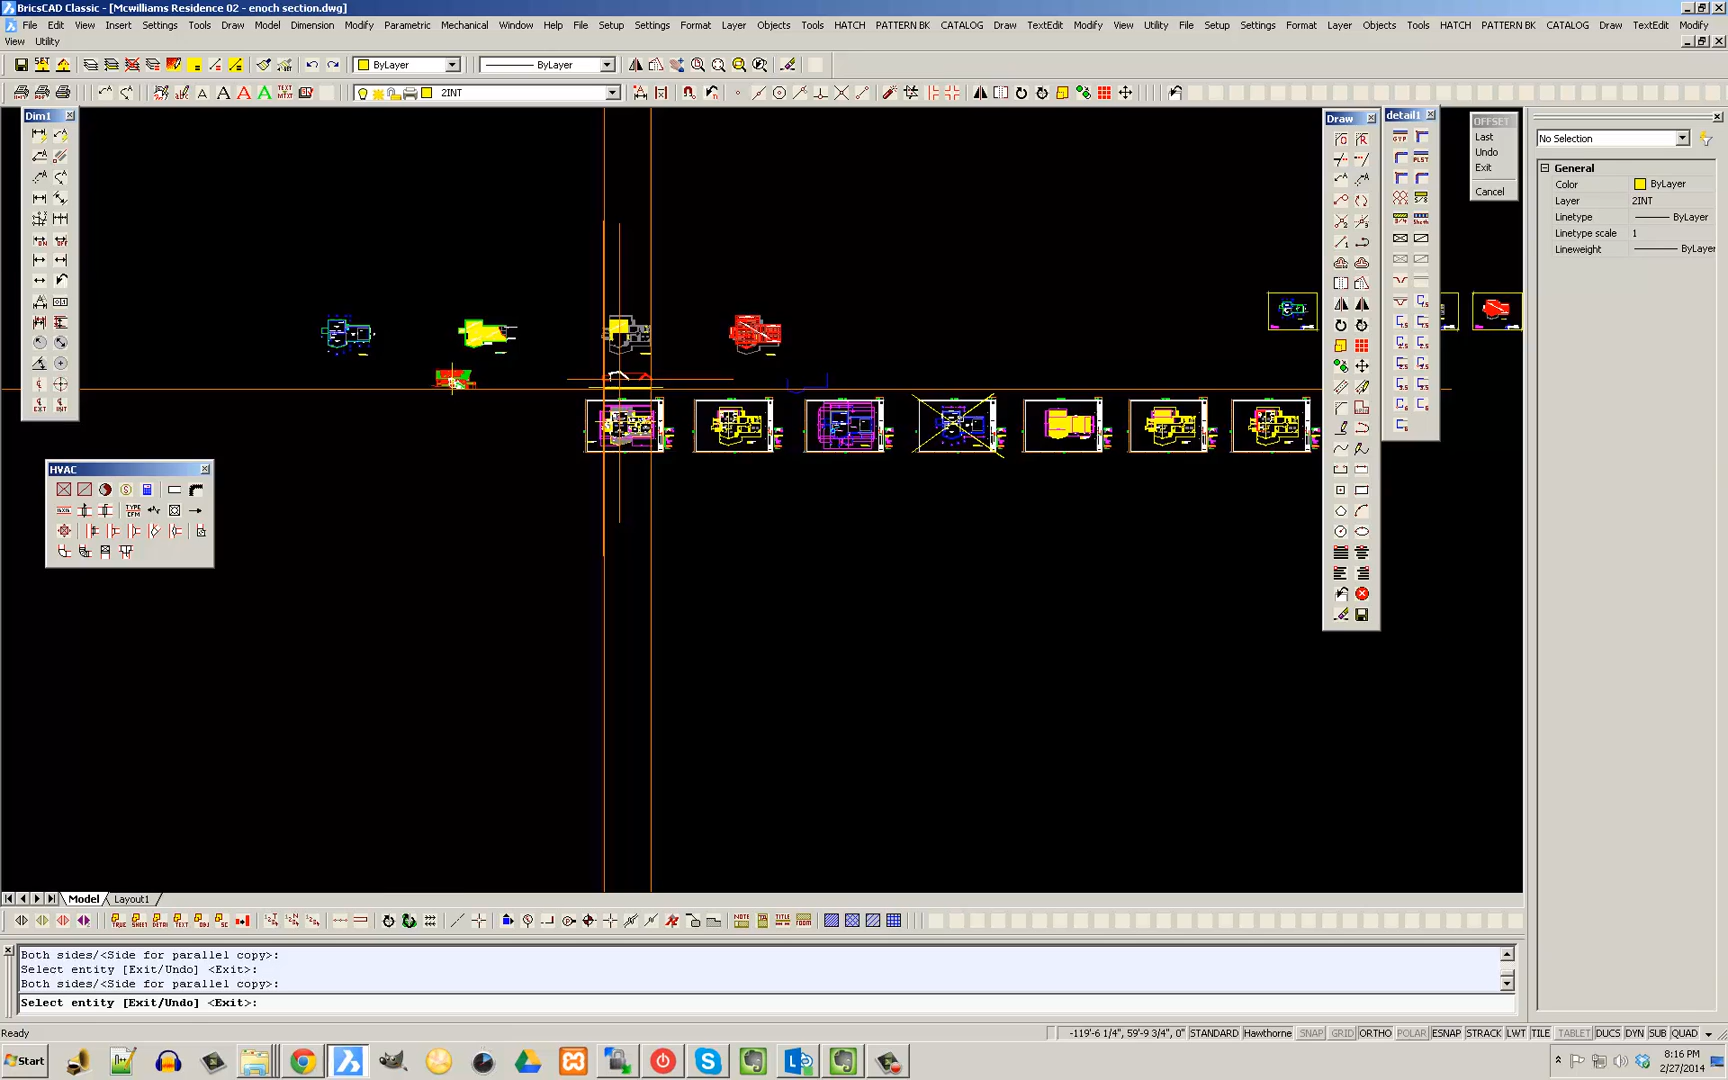 BricsCAD Classic - [Mcwilliams Residence 02 - enoch section.dwg]
File Edit View Insert Settings Tools Draw Model Dimension Modify Parametric Mechanical Window Help File Setup Settings Format Layer Objects Tools HATCH PATTERN BK CATALOG Draw TextEdit Modify View Utility File Setup Settings Format Layer Objects Tools HATCH PATTERN BK CATALOG Draw TextEdit Modify
View Utility
SET ByLayer ByLayer
2INT
Dim1
Draw
detail1
OFFSET
Last
Undo
Exit
Cancel
No Selection
General
Color ByLayer
Layer 2INT
Linetype ByLayer
Linetype scale 1
Lineweight ByLayer
HVAC
TYPE
CFM
Model Layout1
Both sides/<Side for parallel copy>:
Select entity [Exit/Undo] <Exit>:
Both sides/<Side for parallel copy>:
Select entity [Exit/Undo] <Exit>:
Ready
-119'-6 1/4", 59'-9 3/4", 0" STANDARD Hawthorne SNAP GRID ORTHO POLAR ESNAP STRACK LWT TILE TABLET DUCS DYN SUB QUAD
Start
8:16 PM
2/27/2014